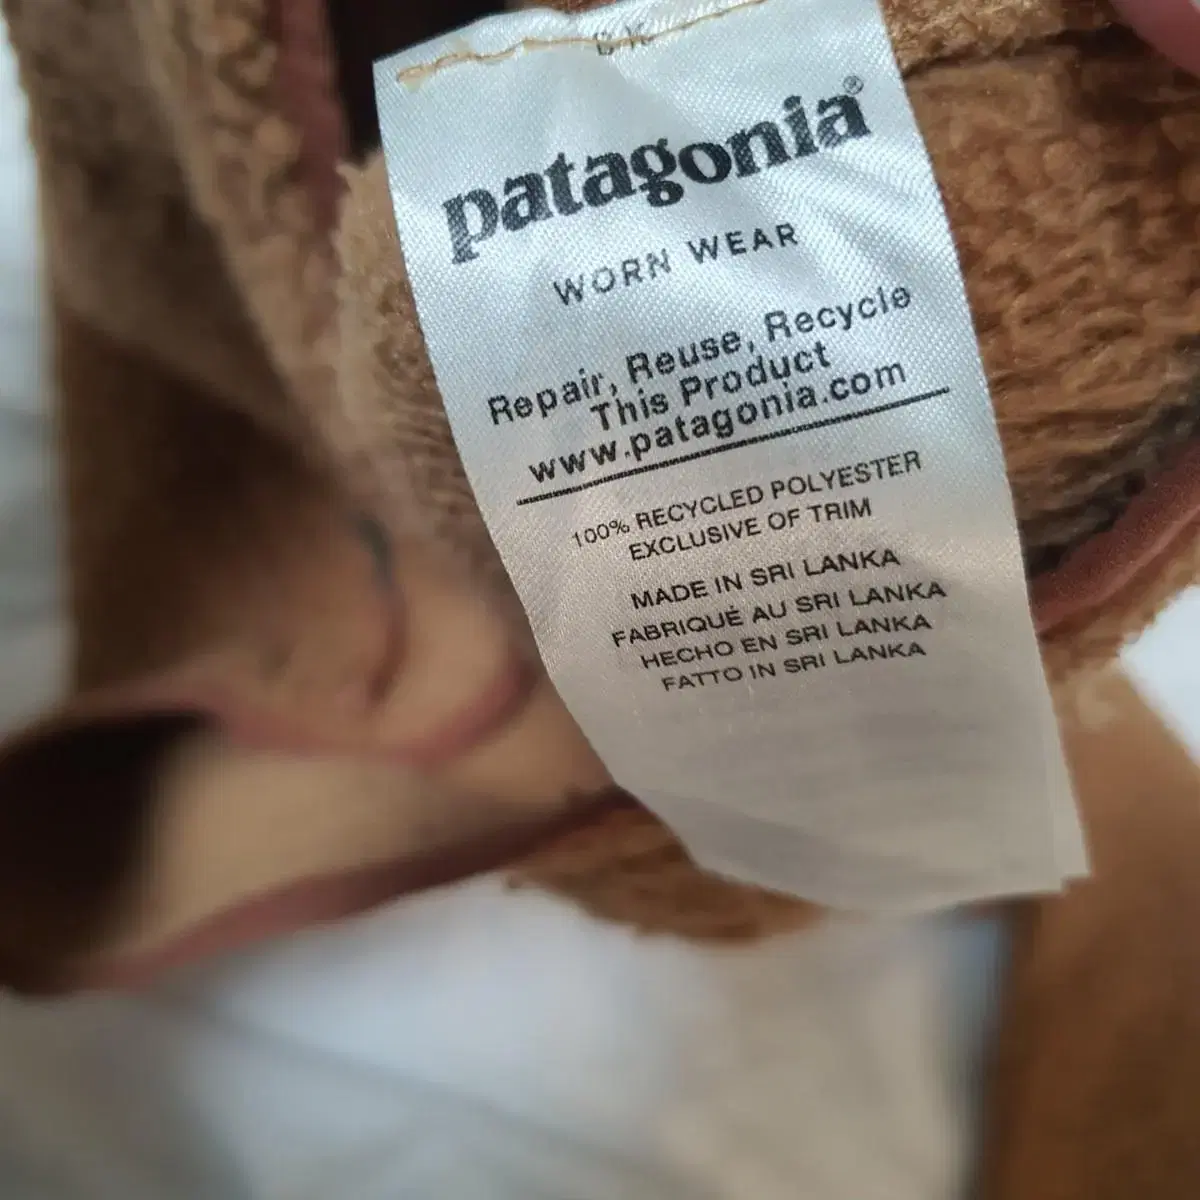 patagonia®
WORN WEAR
Repair, Reuse, Recycle
This Product
www.patagonia.com
100% RECYCLED POLYESTER
EXCLUSIVE OF TRIM
MADE IN SRI LANKA
FABRIQUÉ AU SRI LANKA
HECHO EN SRI LANKA
FATTO IN SRI LANKA